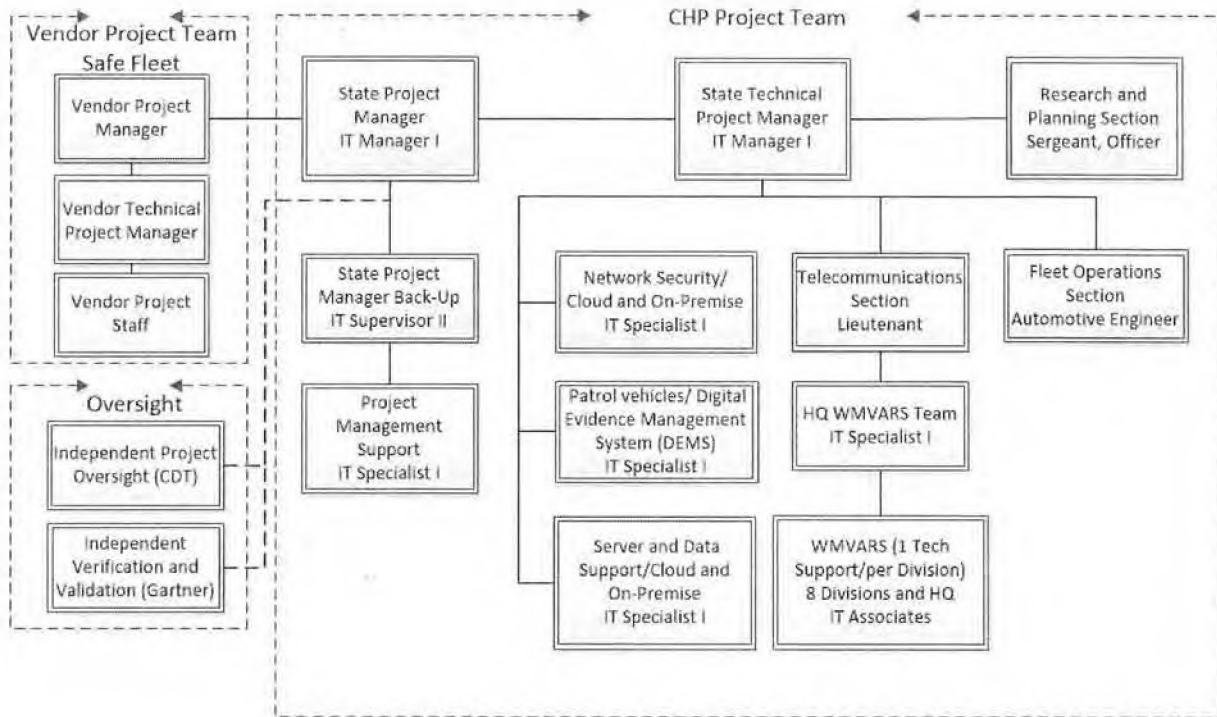 Vendor Project Team
Safe Fleet
Vendor Project
Manager
Vendor Technical
Project Manager
Vendor Project
Staff
Oversight
Independent Project
Oversight (CDT)
Independent
Verification and
Validation (Gartner)
CHP Project Team
State Project
Manager
IT Manager I
State Project
Manager Back-Up
IT Supervisor II
Project
Management
Support
IT Specialist I
State Technical
Project Manager
IT Manager I
Network Security/
Cloud and On-Premise
IT Specialist I
Patrol vehicles/ Digital
Evidence Management
System (DEMS)
IT Specialist I
Server and Data
Support/Cloud and
On-Premise
IT Specialist I
Telecommunications
Section
Lieutenant
HQ WMVARS Team
IT Specialist I
WMVARS (1 Tech
Support/per Division)
8 Divisions and HQ
IT Associates
Research and
Planning Section
Sergeant, Officer
Fleet Operations
Section
Automotive Engineer